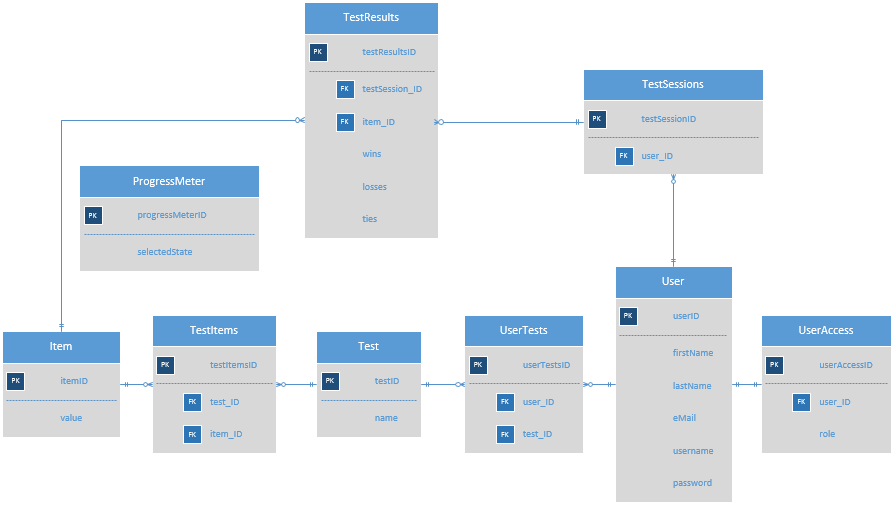 TestResults
PK testResultsID
FK testSession_ID
FK item_ID
wins
losses
ties
TestSessions
PK testSessionID
FK user_ID
ProgressMeter
PK progressMeterID
selectedState
Item
PK itemID
value
TestItems
PK testItemsID
FK test_ID
FK item_ID
Test
PK testID
name
UserTests
PK userTestsID
FK user_ID
FK test_ID
User
PK userID
firstName
lastName
eMail
username
password
UserAccess
PK userAccessID
FK user_ID
role